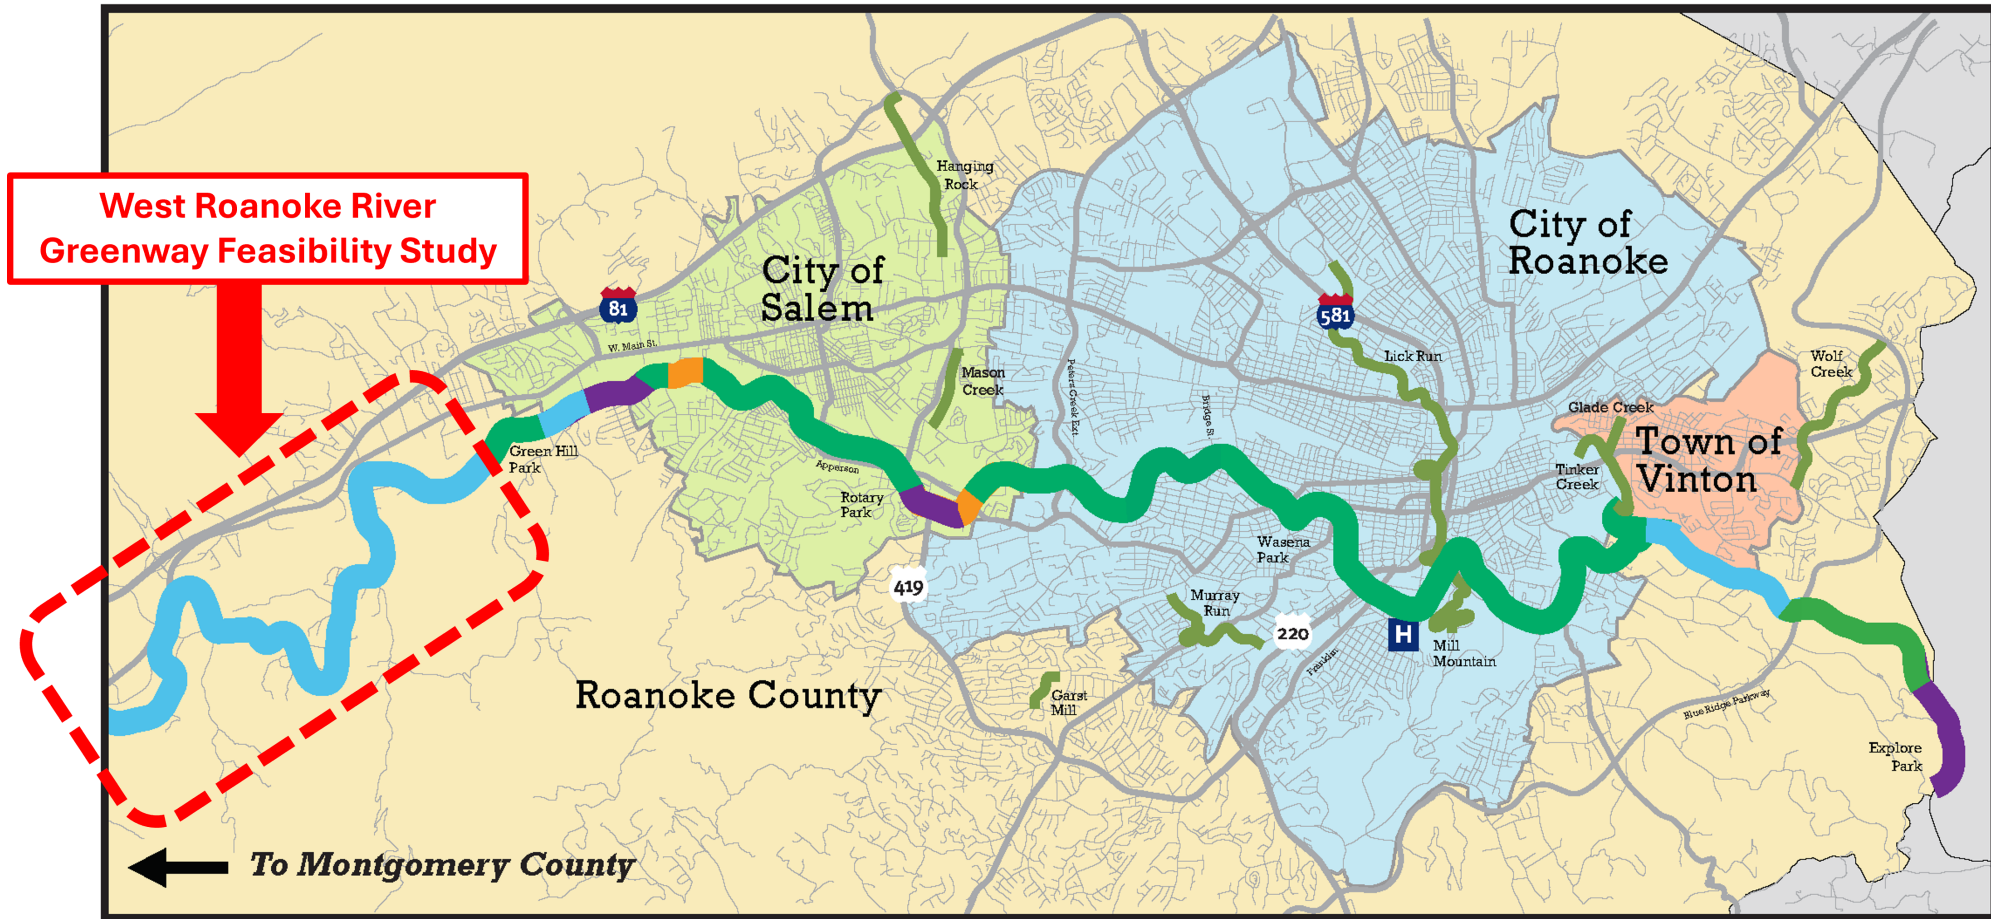 West Roanoke River
Greenway Feasibility Study
Hanging
Rock
City of
Salem
81
W. Main St.
City of
Roanoke
581
Lick Run
Mason
Creek
Peters Creek Ext
Bridge St.
Wolf
Creek
Glade Creek
Town of
Vinton
Tinker
Creek
Green Hill
Park
Apperson
Rotary
Park
Wasena
Park
419
Murray
Run
220
Franklin
H
Mill
Mountain
Roanoke County
Garst
Mill
Blue Ridge Parkway
Explore
Park
To Montgomery County